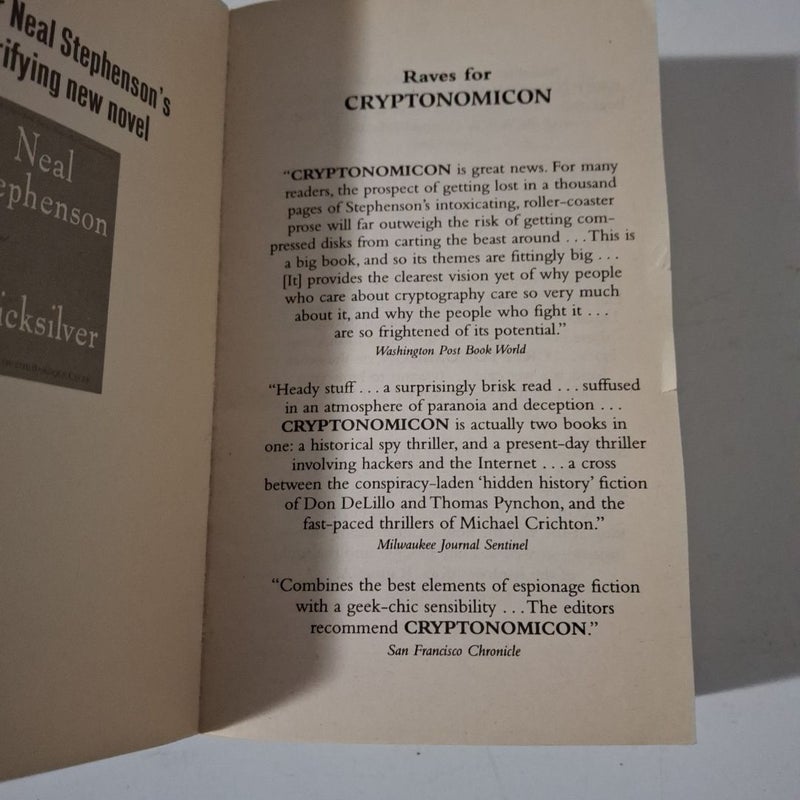 Neal Stephenson's
new novel
Neal
icksilver
Raves for
CRYPTONOMICON
"CRYPTONOMICON is great news. For many
readers, the prospect of getting lost in a thousand
pages of Stephenson's intoxicating, roller-coaster
prose will far outweigh the risk of getting com-
pressed disks from carting the beast around . . . This is
a big book, and so its themes are fittingly big . . .
[It] provides the clearest vision yet of why people
who care about cryptography care so very much
about it, and why the people who fight it . . .
are so frightened of its potential."
Washington Post Book World
"Heady stuff . . . a surprisingly brisk read . . . suffused
in an atmosphere of paranoia and deception . . .
CRYPTONOMICON is actually two books in
one: a historical spy thriller, and a present-day thriller
involving hackers and the Internet . . . a cross
between the conspiracy-laden 'hidden history' fiction
of Don DeLillo and Thomas Pynchon, and the
fast-paced thrillers of Michael Crichton."
Milwaukee Journal Sentinel
"Combines the best elements of espionage fiction
with a geek-chic sensibility . . . The editors
recommend CRYPTONOMICON."
San Francisco Chronicle